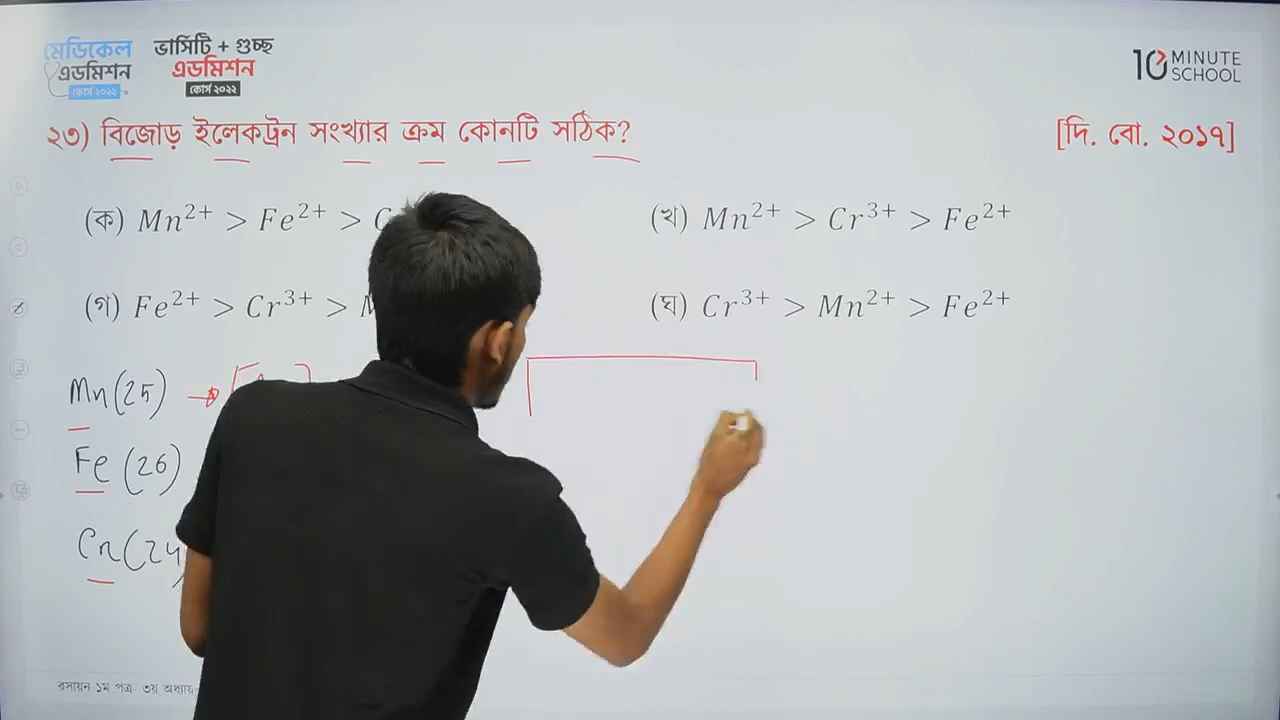 মেডিকেল এডমিশন কোর্স ২০২২
ভার্সিটি + গুচ্ছ এডমিশন কোর্স ২০২২
10 MINUTE SCHOOL
২৩) বিজোড় ইলেকট্রন সংখ্যার ক্রম কোনটি সঠিক? [দি. বো. ২০১৭]
(ক) Mn²⁺ > Fe²⁺ >
(খ) Mn²⁺ > Cr³⁺ > Fe²⁺
(গ) Fe²⁺ > Cr³⁺ >
(ঘ) Cr³⁺ > Mn²⁺ > Fe²⁺
Mn(25) →
Fe (26)
Cr(24
রসায়ন ১ম পত্র- ৩য় অধ্যায়